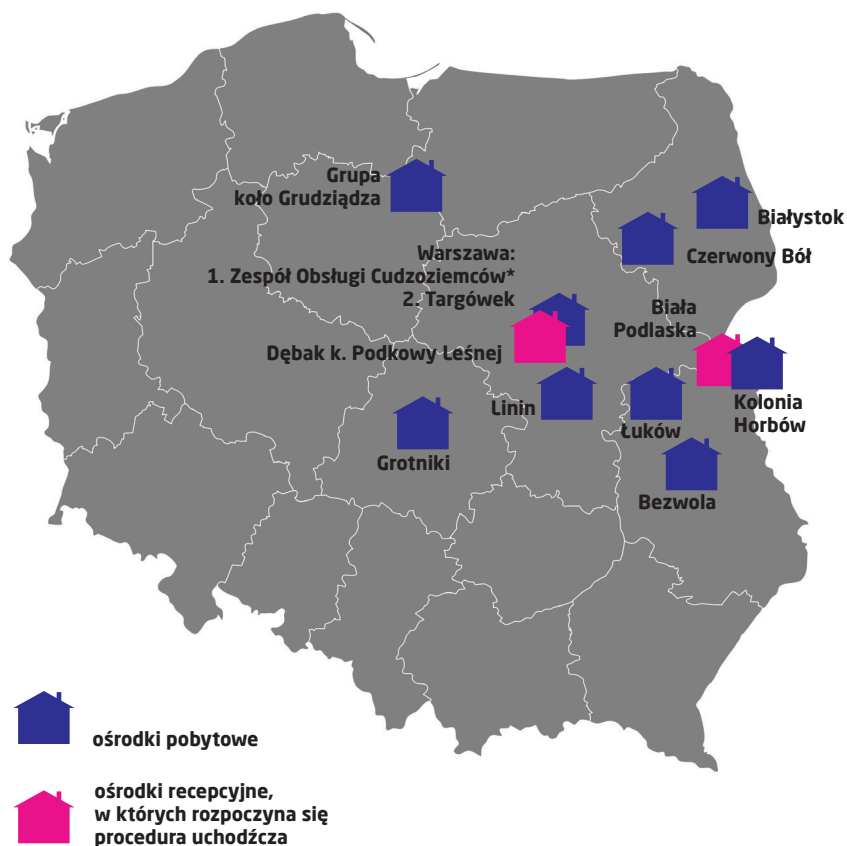 Grupa
koło Grudziądza
Białystok
Czerwony Bór
Warszawa:
1. Zespół Obsługi Cudzoziemców*
2. Targówek
Biała
Podlaska
Dębak k. Podkowy Leśnej
Linin
Łuków
Kolonia
Horbów
Grotniki
Bezwola
ośrodki pobytowe
ośrodki recepcyjne,
w których rozpoczyna się
procedura uchodźcza